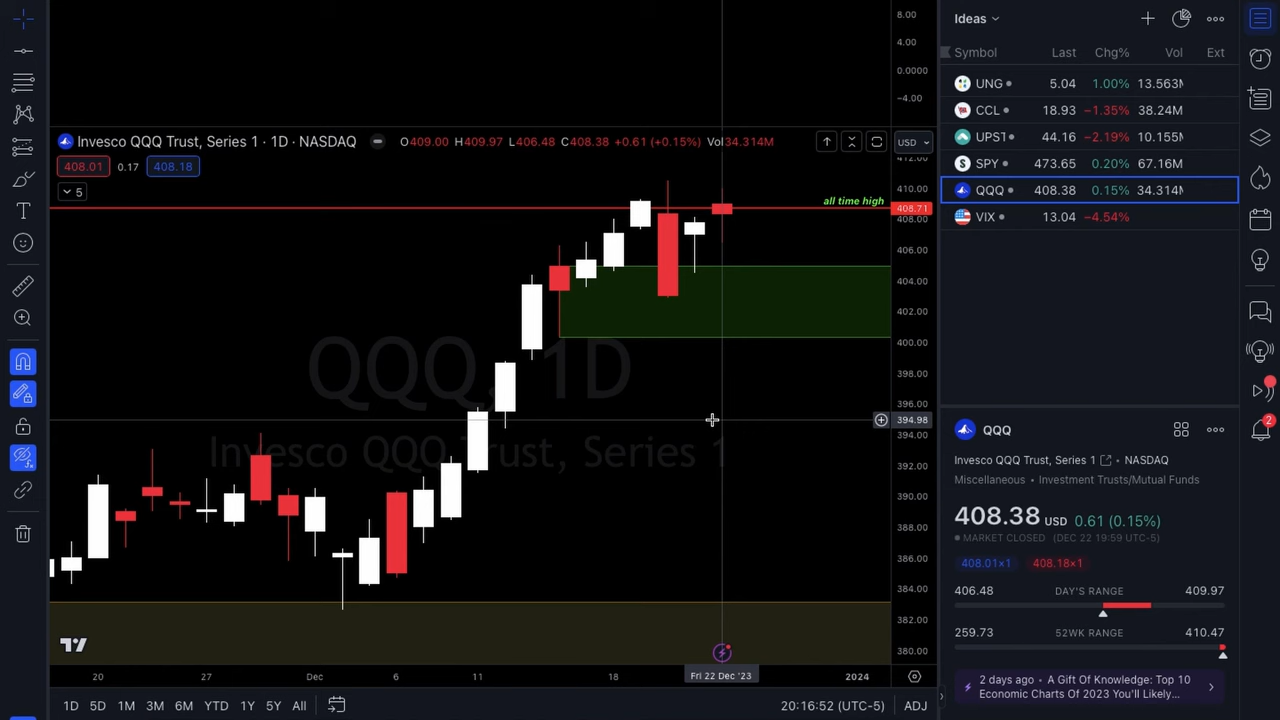 8.00
4.00
0.0000
−4.00
Invesco QQQ Trust, Series 1 · 1D · NASDAQ
O409.00 H409.97 L406.48 C408.38 +0.61 (+0.15%) Vol34.314M
USD
408.01 0.17 408.18
5
412.00
410.00
all time high
408.71
408.00
406.00
404.00
402.00
400.00
398.00
396.00
394.98
394.00
392.00
390.00
388.00
386.00
384.00
382.00
380.00
QQQ, 1D
Invesco QQQ Trust, Series 1
20 27 Dec 6 11 18 Fri 22 Dec '23 2024
1D 5D 1M 3M 6M YTD 1Y 5Y All
20:16:52 (UTC-5) ADJ
Ideas
Symbol Last Chg% Vol Ext
UNG 5.04 1.00% 13.563M
CCL 18.93 −1.35% 38.24M
UPST 44.16 −2.19% 10.155M
SPY 473.65 0.20% 67.16M
QQQ 408.38 0.15% 34.314M
VIX 13.04 −4.54%
QQQ
Invesco QQQ Trust, Series 1 • NASDAQ
Miscellaneous • Investment Trusts/Mutual Funds
408.38 USD 0.61 (0.15%)
MARKET CLOSED (DEC 22 19:59 UTC-5)
408.01×1 408.18×1
406.48 DAY'S RANGE 409.97
259.73 52WK RANGE 410.47
2 days ago • A Gift Of Knowledge: Top 10
Economic Charts Of 2023 You'll Likely...
2